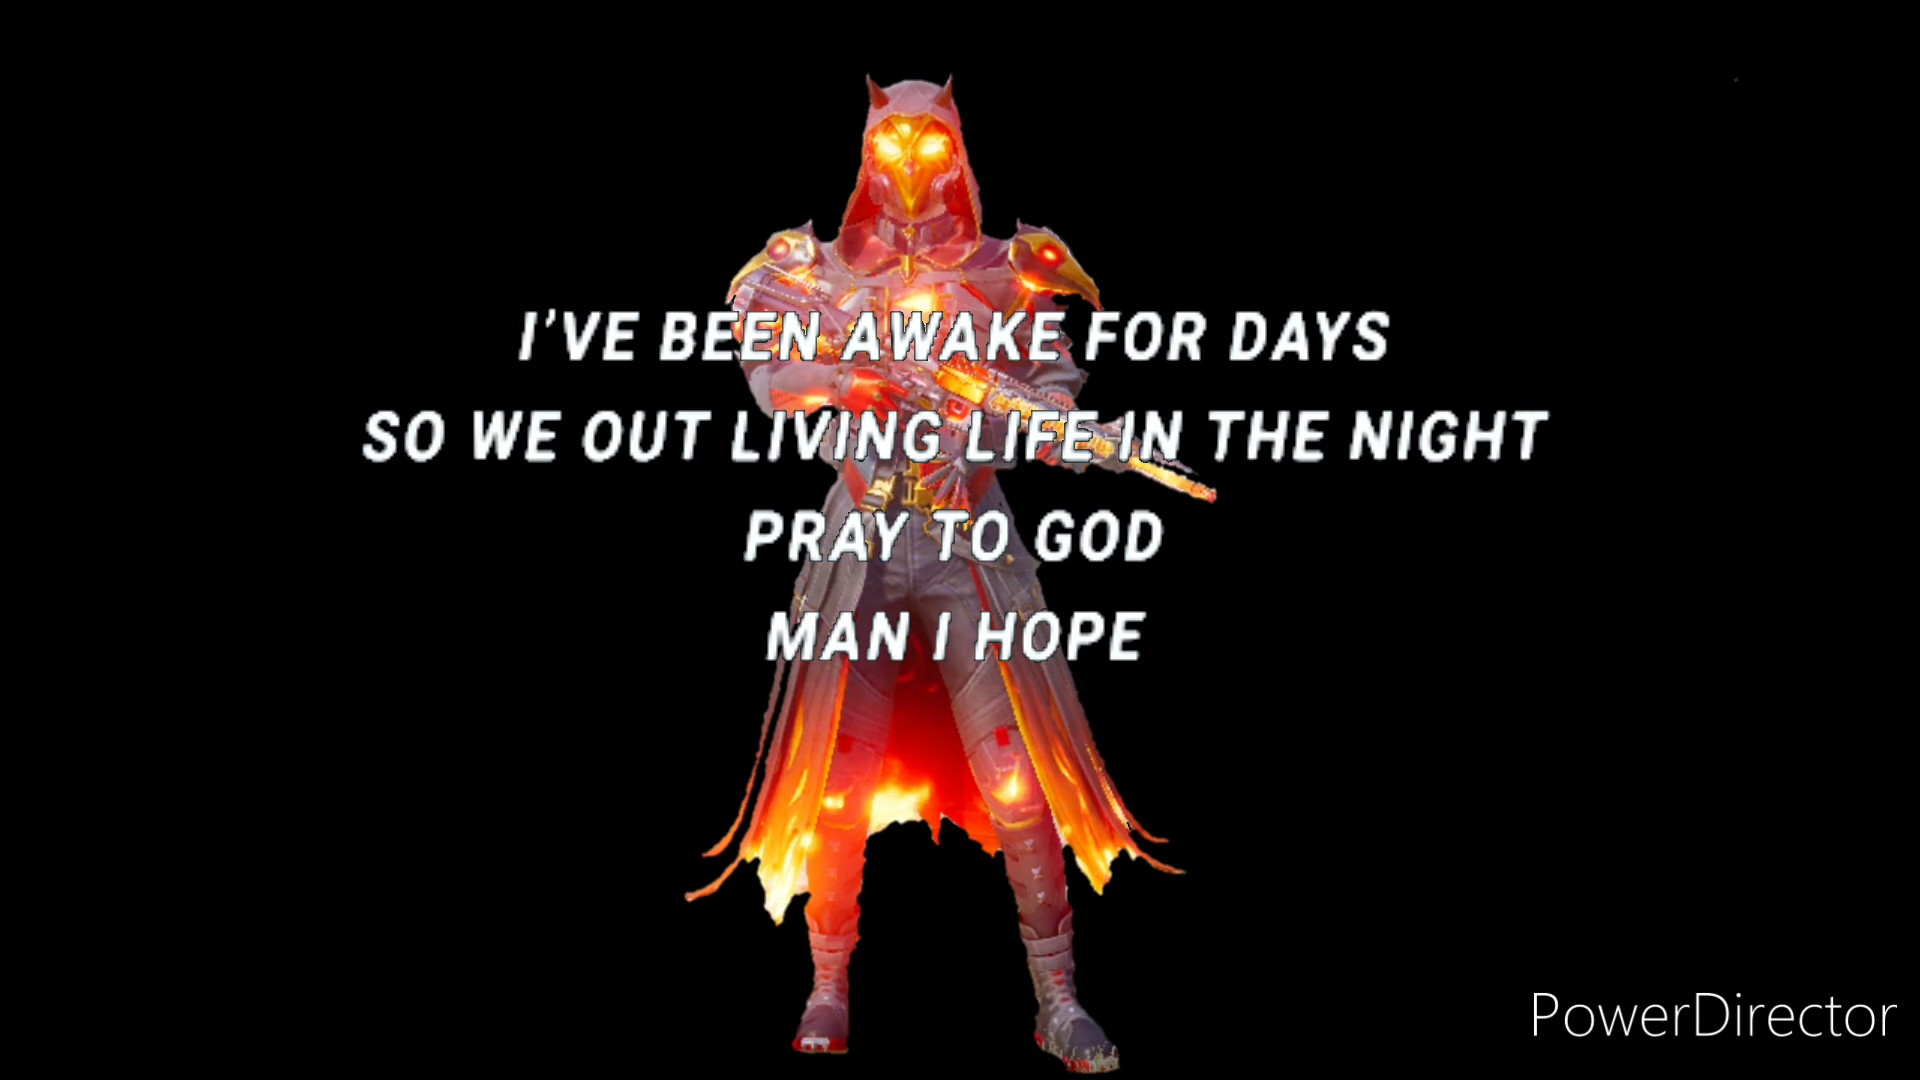 I'VE BEEN AWAKE FOR DAYS
SO WE OUT LIVING LIFE IN THE NIGHT
PRAY TO GOD
MAN I HOPE
PowerDirector